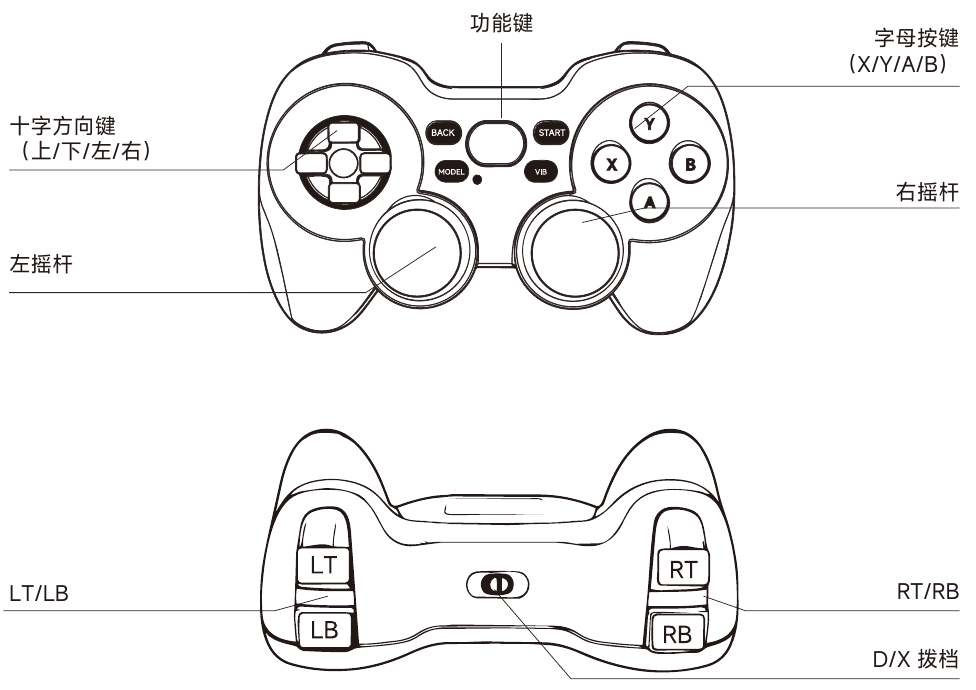 功能键
字母按键
（X/Y/A/B）
十字方向键
（上/下/左/右）
BACK
START
Y
MODEL
VIB
X
B
A
右摇杆
左摇杆
LT
RT
LT/LB
RT/RB
LB
RB
D/X 拨档